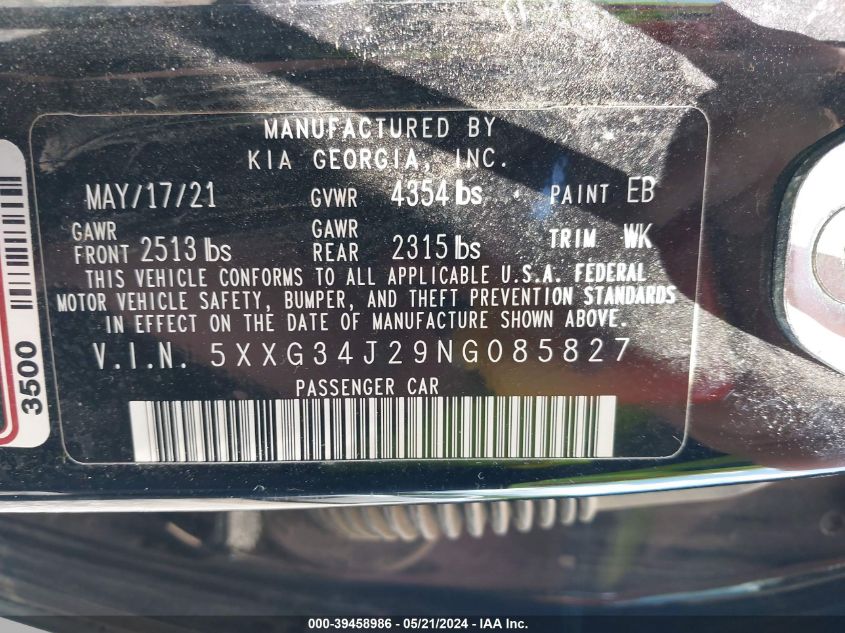 MANUFACTURED BY
KIA GEORGIA, INC.
MAY/17/21 GVWR 4354 lbs PAINT EB
GAWR FRONT 2513 lbs GAWR REAR 2315 lbs TRIM WK
THIS VEHICLE CONFORMS TO ALL APPLICABLE U.S.A. FEDERAL
MOTOR VEHICLE SAFETY, BUMPER, AND THEFT PREVENTION STANDARDS
IN EFFECT ON THE DATE OF MANUFACTURE SHOWN ABOVE.
V.I.N. 5XXG34J29NG085827
PASSENGER CAR
3500
000-39458986 - 05/21/2024 - IAA Inc.